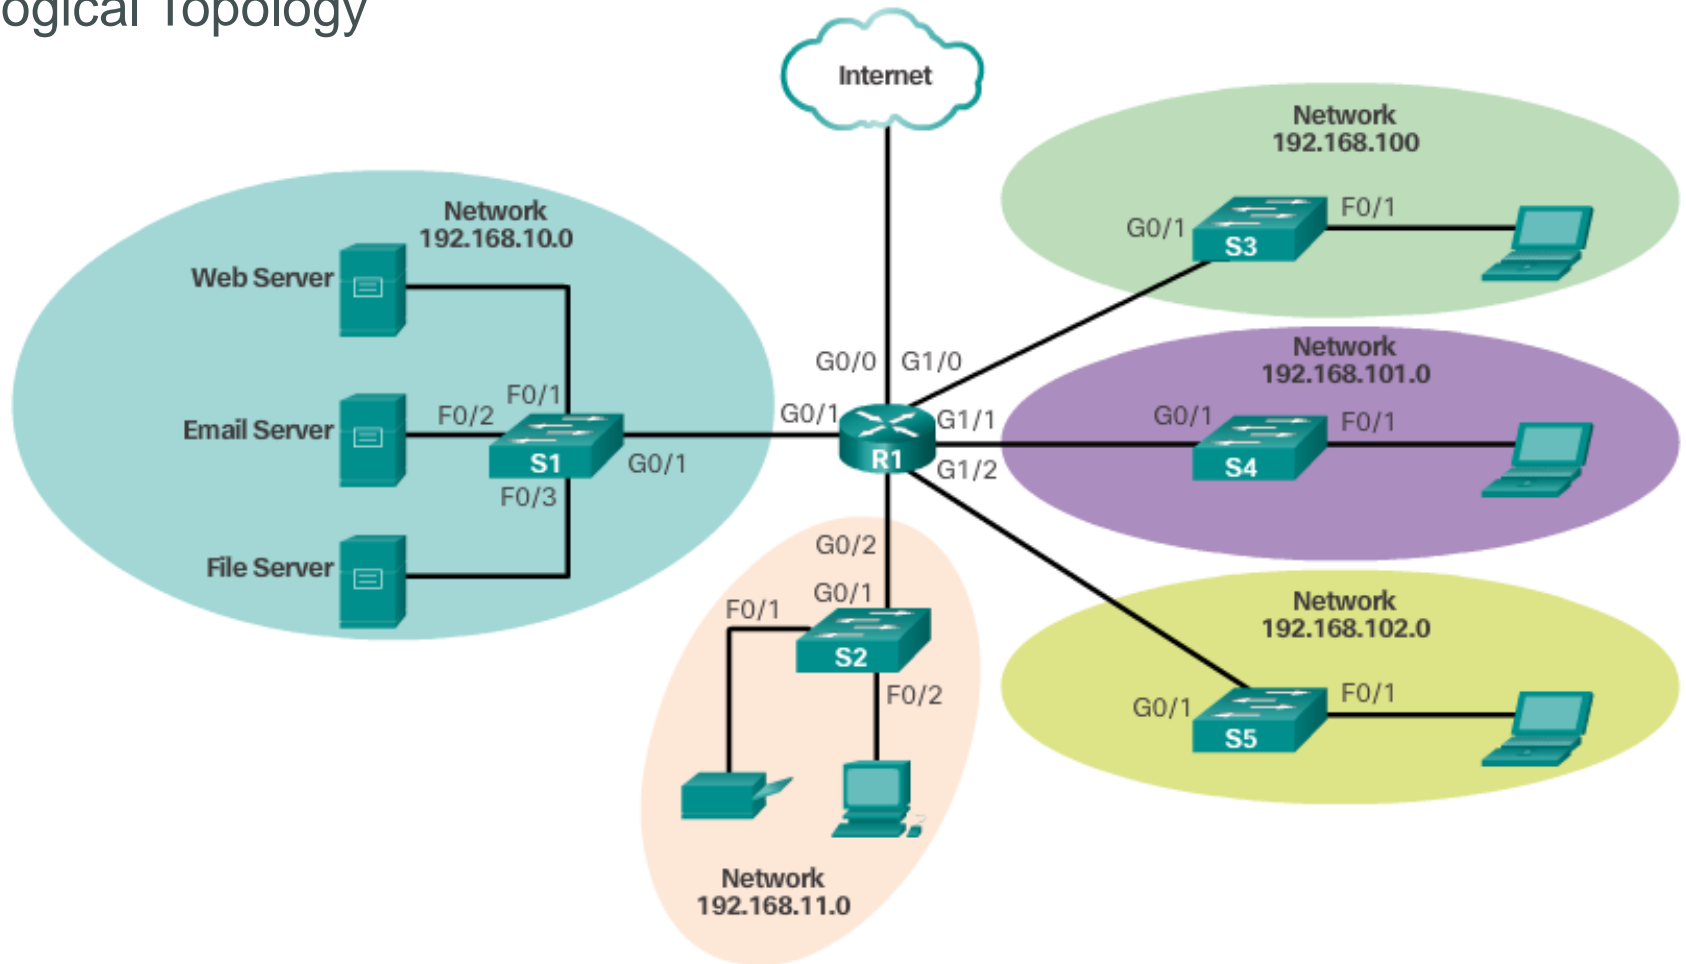 ogical Topology
Internet
Network
192.168.100
G0/1
S3
F0/1
Network
192.168.10.0
Web Server
Email Server
File Server
F0/1
F0/2
S1
F0/3
G0/1
G0/0
G1/0
G0/1
R1
G1/1
G1/2
G0/2
Network
192.168.101.0
G0/1
S4
F0/1
G0/1
F0/1
S2
F0/2
Network
192.168.11.0
Network
192.168.102.0
G0/1
S5
F0/1